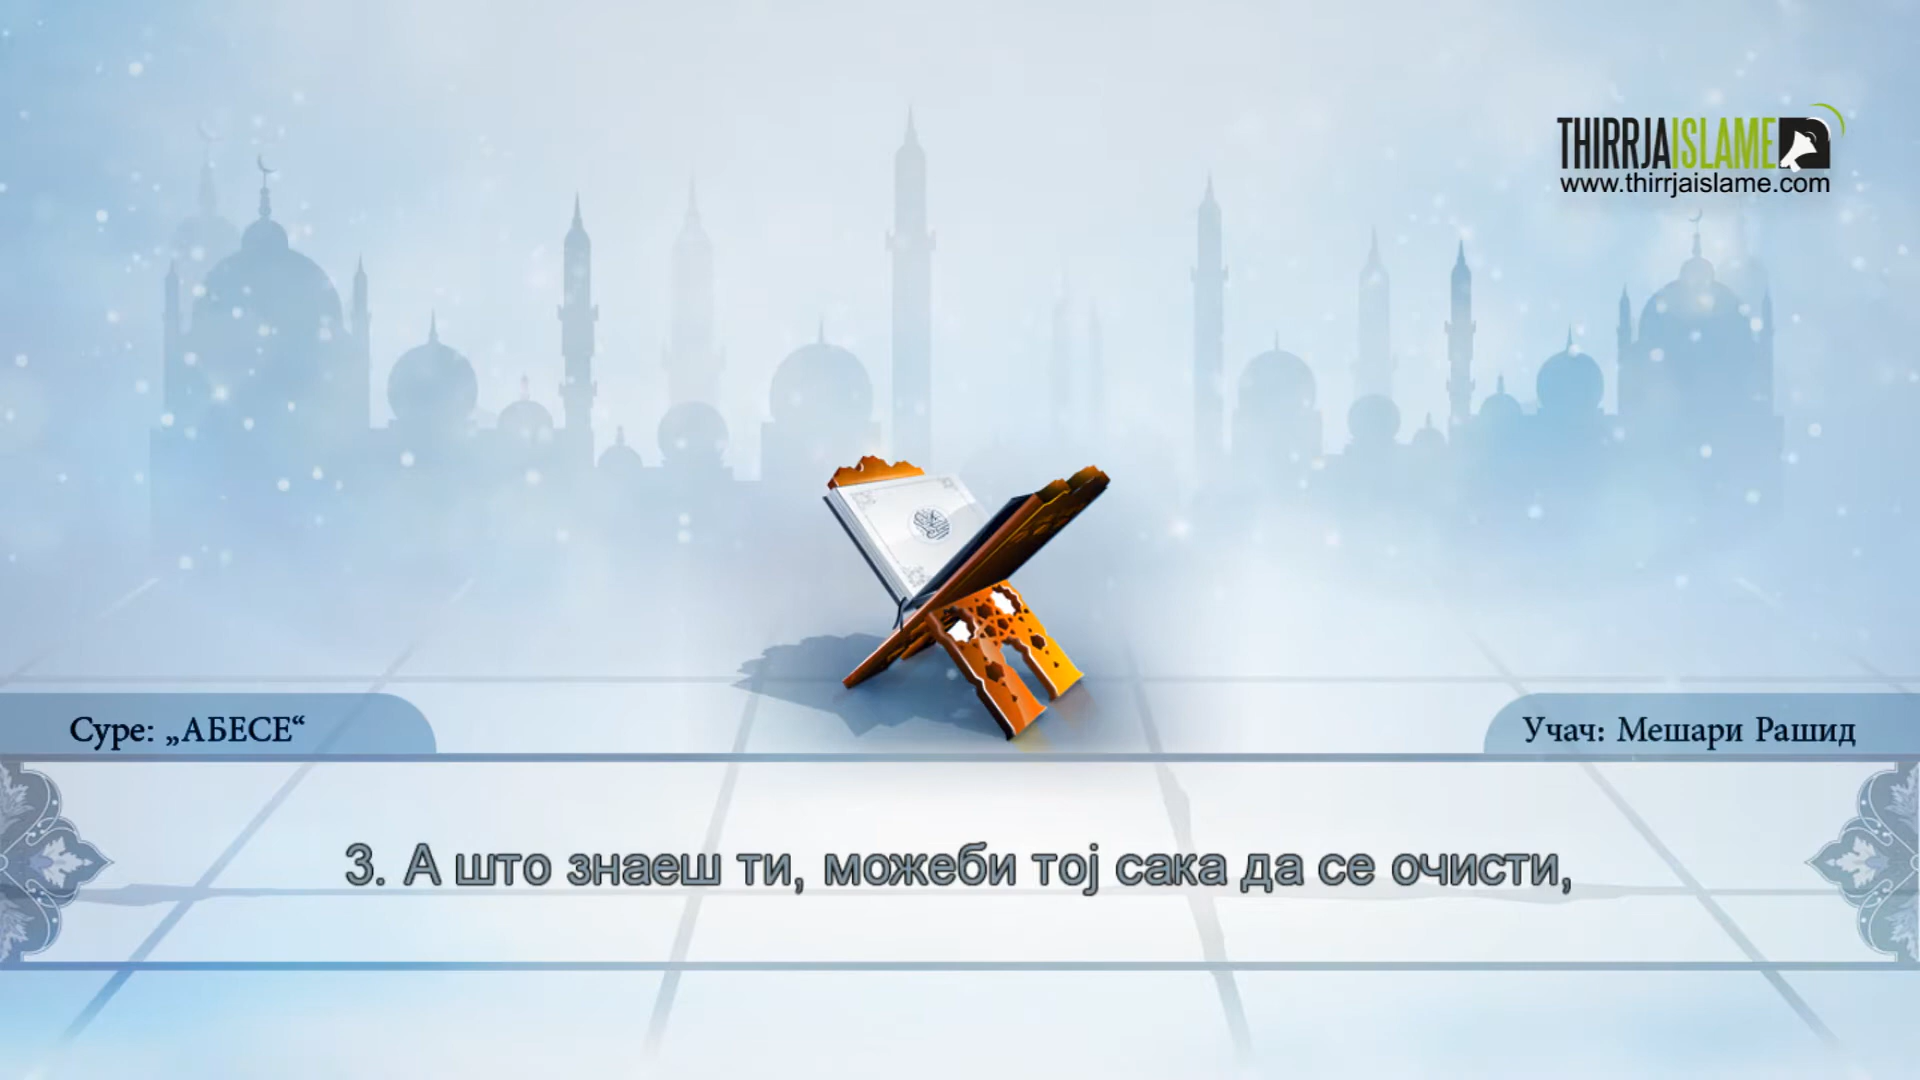 THIRRJAISLAME
www.thirrjaislame.com
Суре: „АБЕСЕ“
Учач: Мешари Рашид
3. А што знаеш ти, можеби тој сака да се очисти,